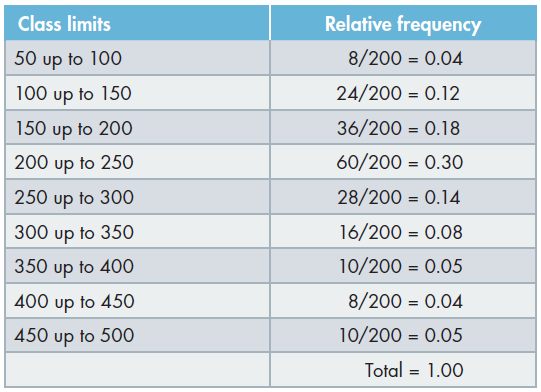 Class limits Relative frequency
50 up to 100 8/200 = 0.04
100 up to 150 24/200 = 0.12
150 up to 200 36/200 = 0.18
200 up to 250 60/200 = 0.30
250 up to 300 28/200 = 0.14
300 up to 350 16/200 = 0.08
350 up to 400 10/200 = 0.05
400 up to 450 8/200 = 0.04
450 up to 500 10/200 = 0.05
Total = 1.00